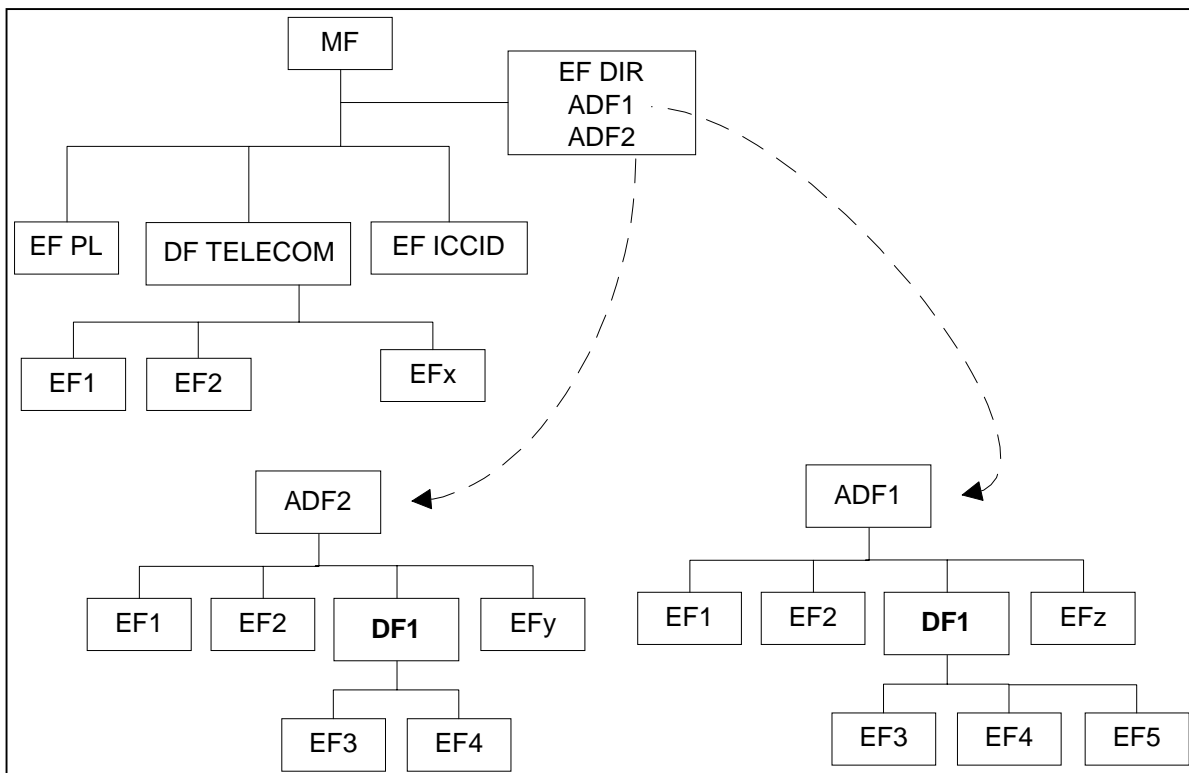 MF
EF DIR
ADF1
ADF2
EF PL
DF TELECOM
EF ICCID
EF1
EF2
EFx
ADF2
ADF1
EF1
EF2
DF1
EFy
EF1
EF2
DF1
EFz
EF3
EF4
EF3
EF4
EF5